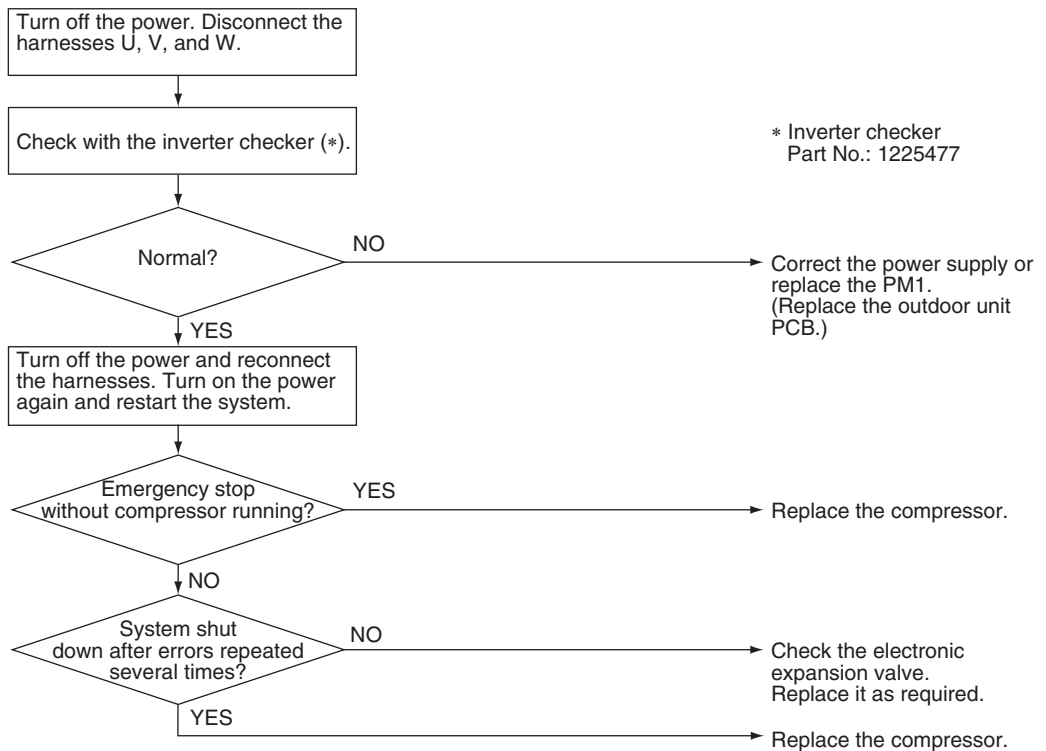 Turn off the power. Disconnect the
harnesses U, V, and W.
Check with the inverter checker (*).
* Inverter checker
Part No.: 1225477
Normal?
NO
Correct the power supply or
replace the PM1.
(Replace the outdoor unit
PCB.)
YES
Turn off the power and reconnect
the harnesses. Turn on the power
again and restart the system.
Emergency stop
without compressor running?
YES
Replace the compressor.
NO
System shut
down after errors repeated
several times?
NO
Check the electronic
expansion valve.
Replace it as required.
YES
Replace the compressor.